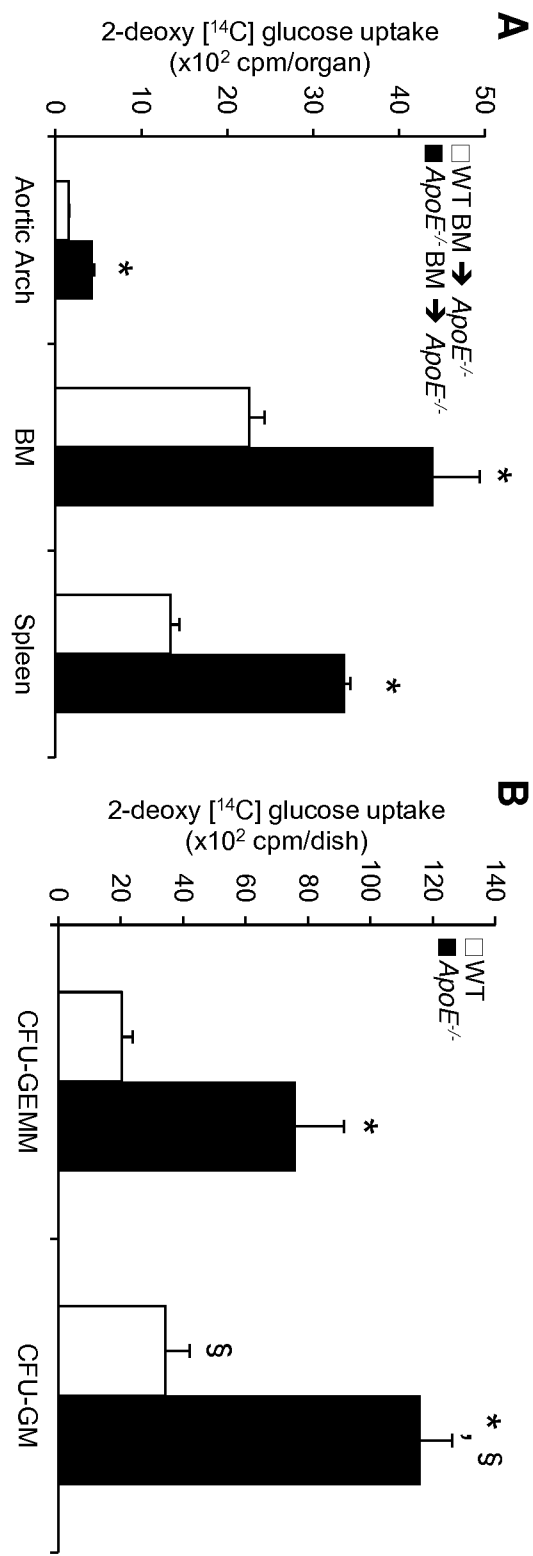 A
2-deoxy [14C] glucose uptake
(x102 cpm/organ)
50
40
30
20
10
0
WT BM ➔ ApoE-/-
ApoE-/- BM ➔ ApoE-/-
*
*
*
Aortic Arch
BM
Spleen
B
2-deoxy [14C] glucose uptake
(x102 cpm/dish)
140
120
100
80
60
40
20
0
WT
ApoE-/-
*
§
*, §
CFU-GEMM
CFU-GM